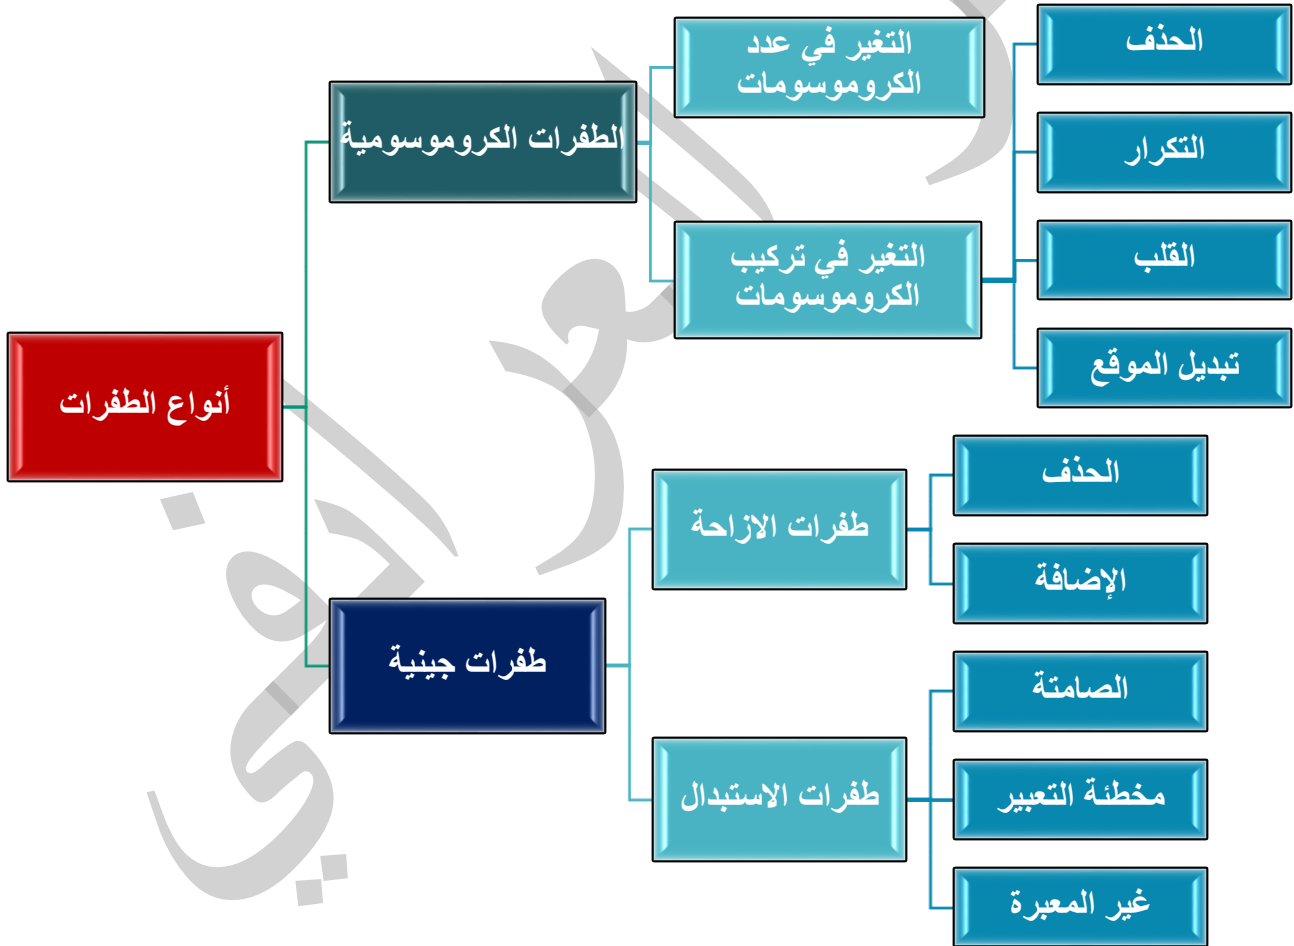 أنواع الطفرات
الطفرات الكروموسومية
التغير في عدد
الكروموسومات
التغير في تركيب
الكروموسومات
الحذف
التكرار
القلب
تبديل الموقع
طفرات جينية
طفرات الازاحة
الحذف
الإضافة
طفرات الاستبدال
الصامتة
مخطئة التعبير
غير المعبرة